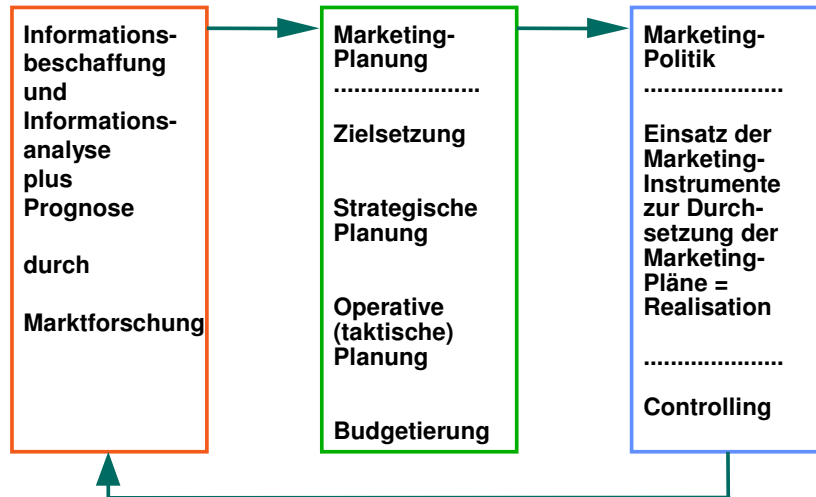 Informations-
beschaffung
und
Informations-
analyse
plus
Prognose
durch
Marktforschung
Marketing-
Planung
......................
Zielsetzung
Strategische
Planung
Operative
(taktische)
Planung
Budgetierung
Marketing-
Politik
.....................
Einsatz der
Marketing-
Instrumente
zur Durch-
setzung der
Marketing-
Pläne =
Realisation
.....................
Controlling